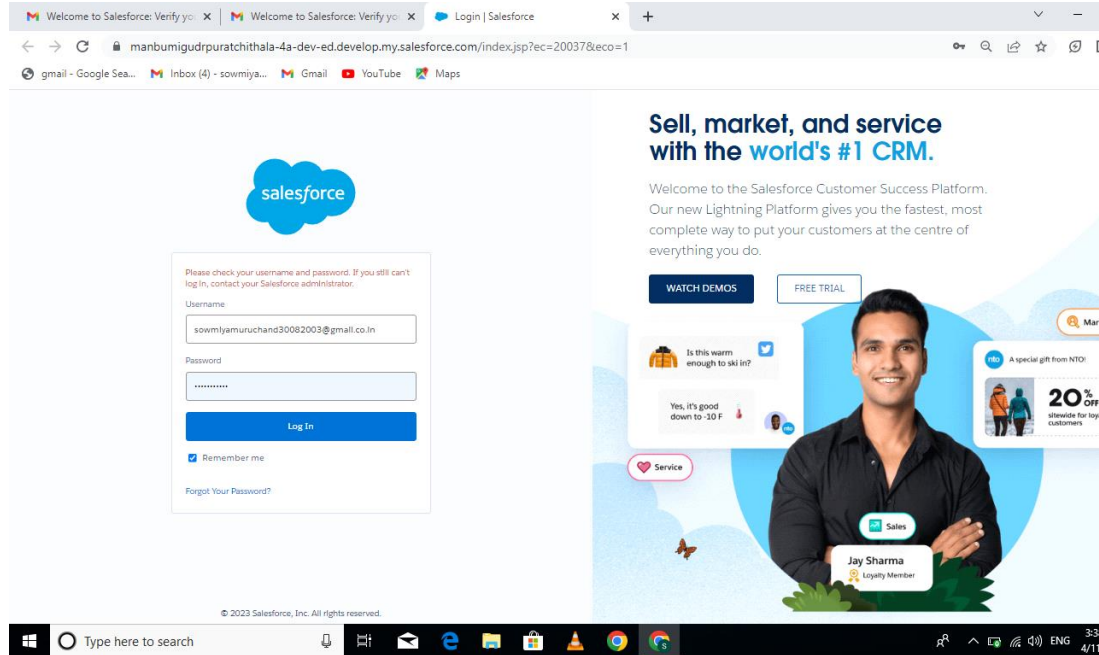 Welcome to Salesforce: Verify yo
Welcome to Salesforce: Verify yo
Login | Salesforce
manbumigudrpuratchithala-4a-dev-ed.develop.my.salesforce.com/index.jsp?ec=20037&eco=1
gmail - Google Sea...
Inbox (4) - sowmiya...
Gmail
YouTube
Maps
salesforce
Please check your username and password. If you still can't
log in, contact your Salesforce administrator.
Username
sowmiyamuruchand30082003@gmail.co.in
Password
Log In
Remember me
Forgot Your Password?
© 2023 Salesforce, Inc. All rights reserved.
Sell, market, and service
with the world's #1 CRM.
Welcome to the Salesforce Customer Success Platform.
Our new Lightning Platform gives you the fastest, most
complete way to put your customers at the centre of
everything you do.
WATCH DEMOS
FREE TRIAL
Is this warm
enough to ski in?
Yes, it's good
down to -10 F
nto
Service
Mar
nto
A special gift from NTO!
20% OFF
sitewide for loy
customers
Sales
Jay Sharma
Loyalty Member
Type here to search
ENG
3:3
4/11